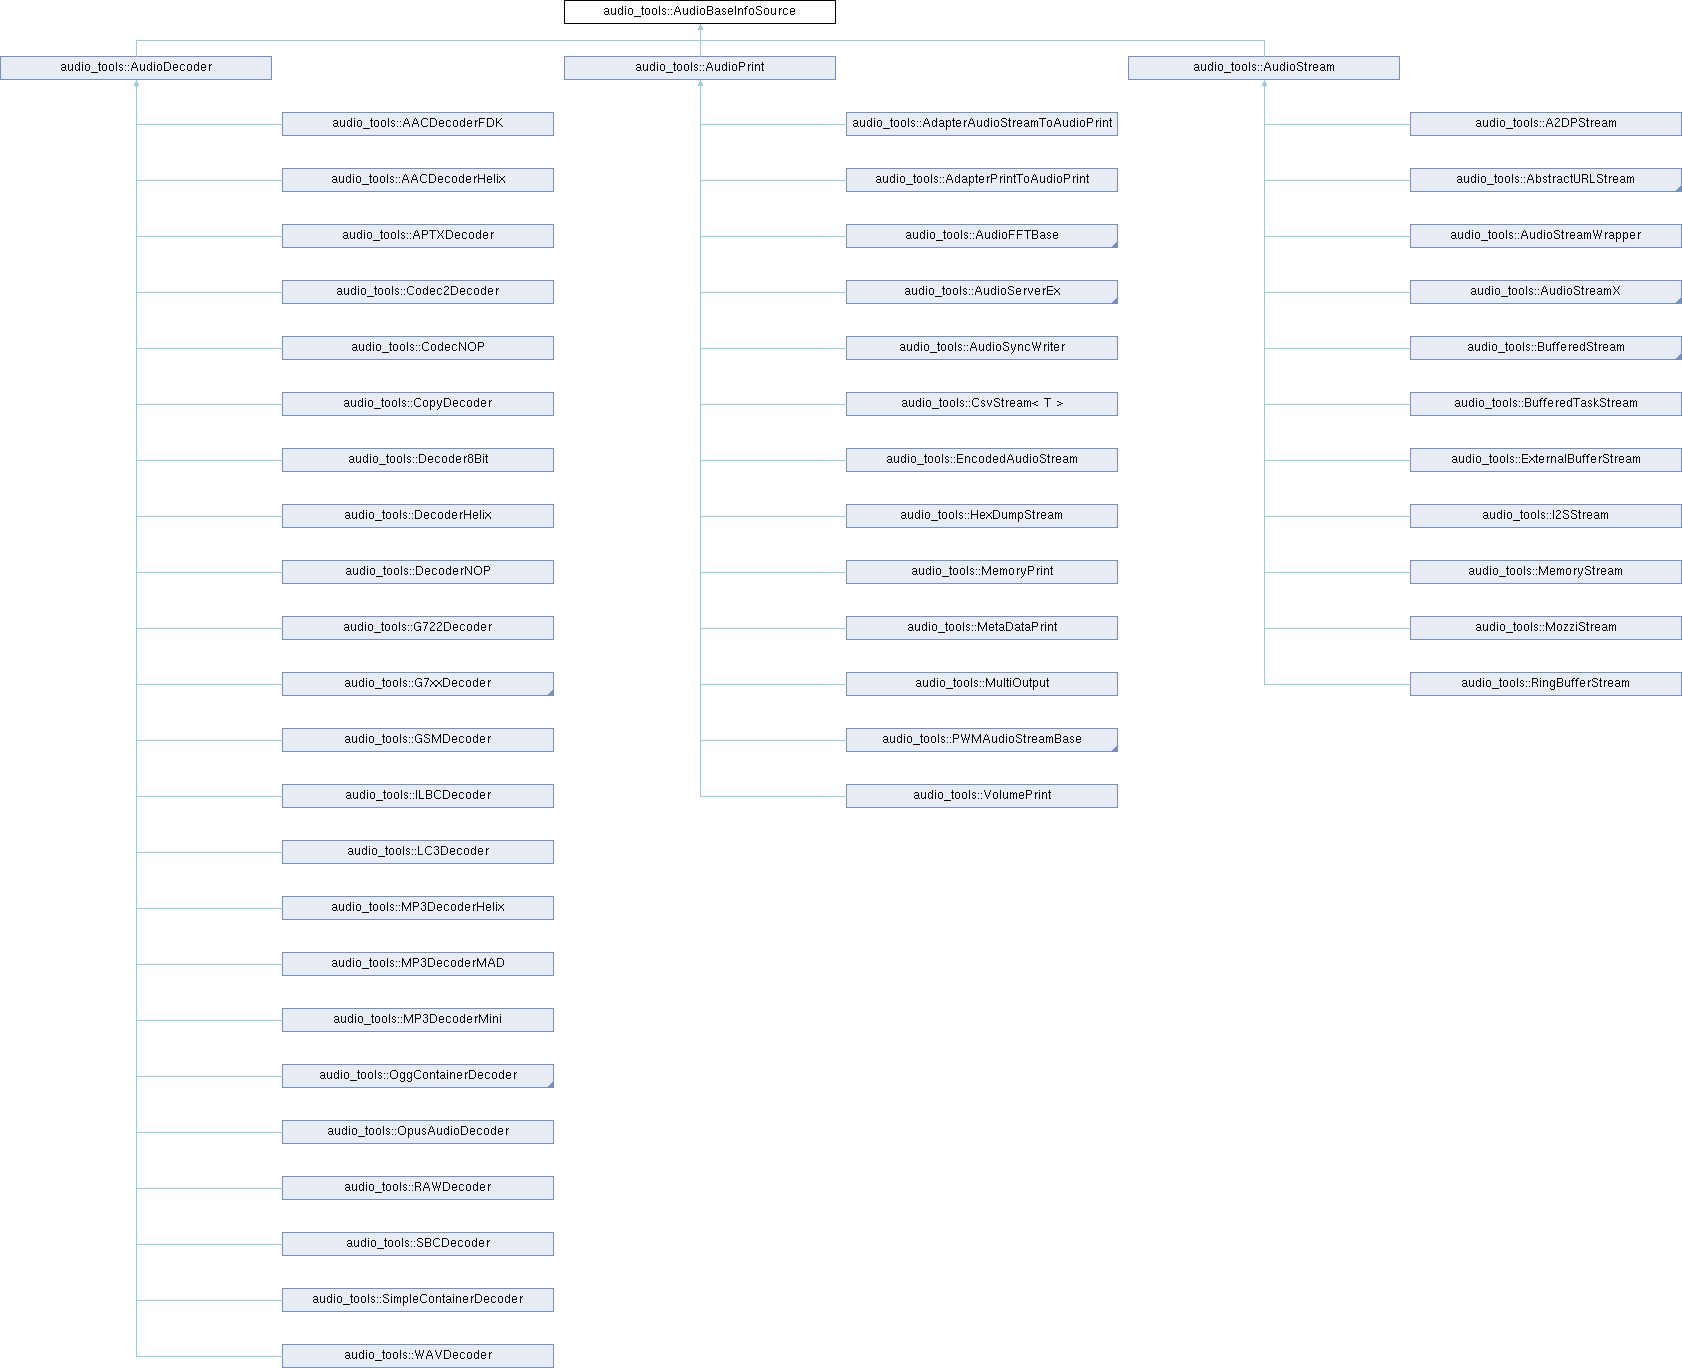 audio_tools::AudioBaseInfoSource
audio_tools::AudioDecoder
audio_tools::AudioPrint
audio_tools::AudioStream
audio_tools::AACDecoderFDK
audio_tools::AdapterAudioStreamToAudioPrint
audio_tools::A2DPStream
audio_tools::AACDecoderHelix
audio_tools::AdapterPrintToAudioPrint
audio_tools::AbstractURLStream
audio_tools::APTXDecoder
audio_tools::AudioFFTBase
audio_tools::AudioStreamWrapper
audio_tools::Codec2Decoder
audio_tools::AudioServerEx
audio_tools::AudioStreamX
audio_tools::CodecNOP
audio_tools::AudioSyncWriter
audio_tools::BufferedStream
audio_tools::CopyDecoder
audio_tools::CsvStream< T >
audio_tools::BufferedTaskStream
audio_tools::Decoder8Bit
audio_tools::EncodedAudioStream
audio_tools::ExternalBufferStream
audio_tools::DecoderHelix
audio_tools::HexDumpStream
audio_tools::I2SStream
audio_tools::DecoderNOP
audio_tools::MemoryPrint
audio_tools::MemoryStream
audio_tools::G722Decoder
audio_tools::MetaDataPrint
audio_tools::MozziStream
audio_tools::G7xxDecoder
audio_tools::MultiOutput
audio_tools::RingBufferStream
audio_tools::GSMDecoder
audio_tools::PWMAudioStreamBase
audio_tools::ILBCDecoder
audio_tools::VolumePrint
audio_tools::LC3Decoder
audio_tools::MP3DecoderHelix
audio_tools::MP3DecoderMAD
audio_tools::MP3DecoderMini
audio_tools::OggContainerDecoder
audio_tools::OpusAudioDecoder
audio_tools::RAWDecoder
audio_tools::SBCDecoder
audio_tools::SimpleContainerDecoder
audio_tools::WAVDecoder